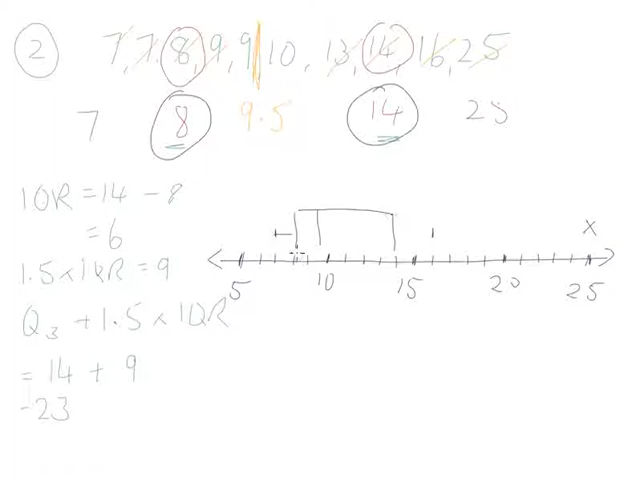 2 7, 7, 8, 9, 9, 10, 13, 14, 16, 25
7 8 9.5 14 25
IQR = 14 - 8
= 6
1.5 x IQR = 9
Q3 + 1.5 x IQR
= 14 + 9
= 23
x
5 10 15 20 25